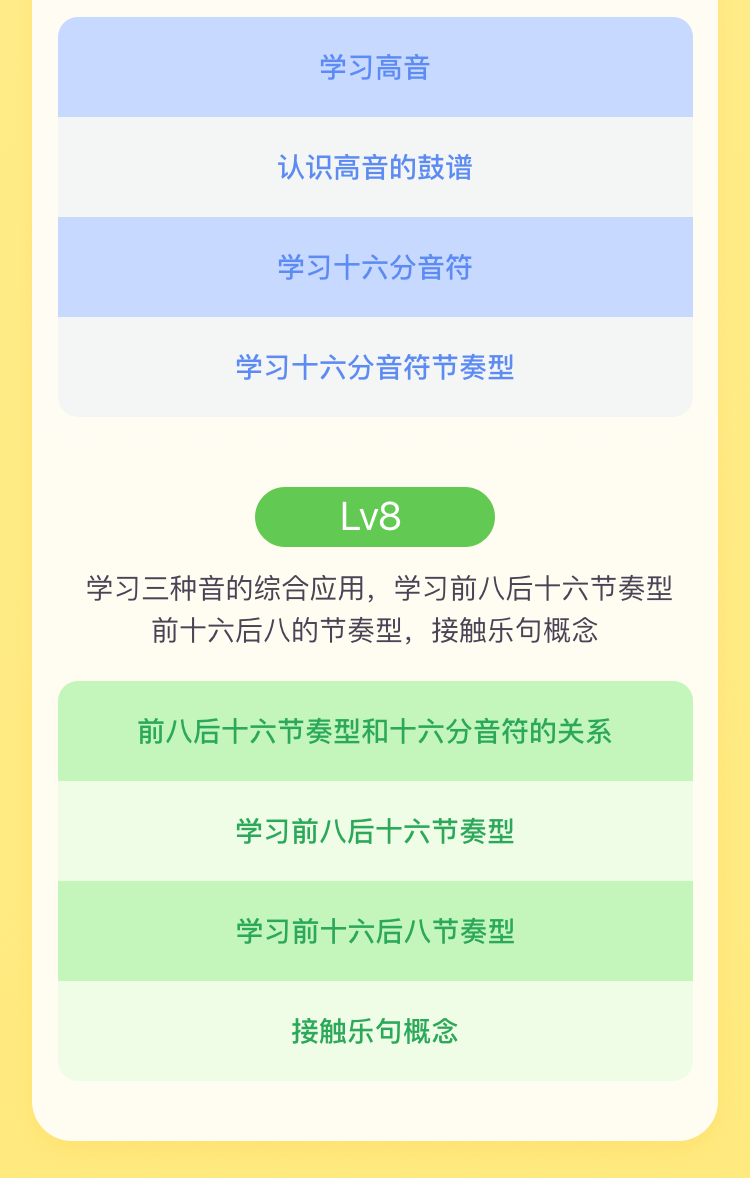 学习高音
认识高音的鼓谱
学习十六分音符
学习十六分音符节奏型
Lv8
学习三种音的综合应用，学习前八后十六节奏型
前十六后八的节奏型，接触乐句概念
前八后十六节奏型和十六分音符的关系
学习前八后十六节奏型
学习前十六后八节奏型
接触乐句概念